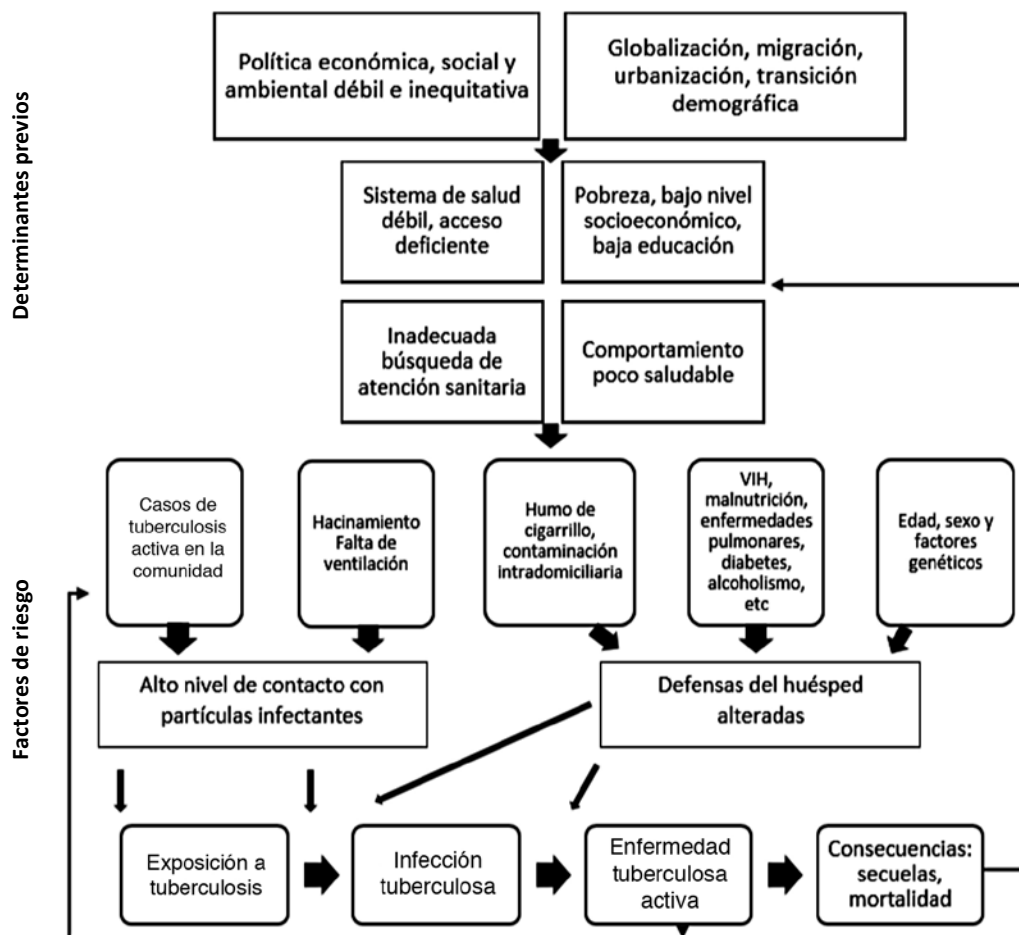 Determinantes previos
Política económica, social y
ambiental débil e inequitativa
Globalización, migración,
urbanización, transición
demográfica
Sistema de salud
débil, acceso
deficiente
Pobreza, bajo nivel
socioeconómico,
baja educación
Inadecuada
búsqueda de
atención sanitaria
Comportamiento
poco saludable
Factores de riesgo
Casos de
tuberculosis
activa en la
comunidad
Hacinamiento
Falta de
ventilación
Humo de
cigarrillo,
contaminación
intradomiciliaria
VIH,
malnutrición,
enfermedades
pulmonares,
diabetes,
alcoholismo,
etc
Edad, sexo y
factores
genéticos
Alto nivel de contacto con
partículas infectantes
Defensas del huésped
alteradas
Exposición a
tuberculosis
Infección
tuberculosa
Enfermedad
tuberculosa
activa
Consecuencias:
secuelas,
mortalidad